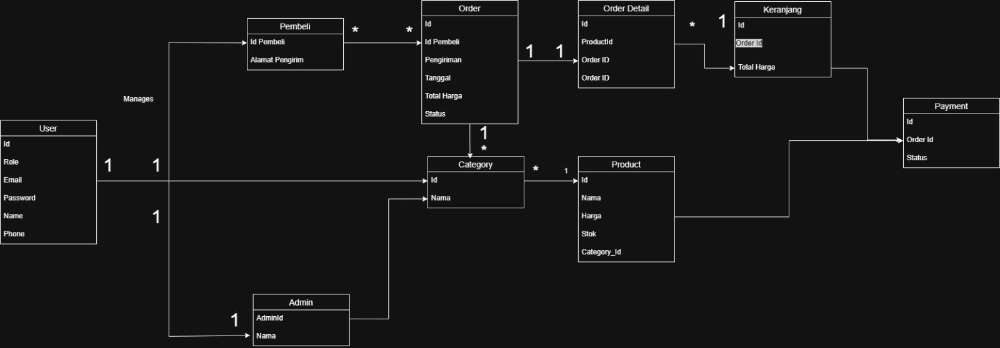 Pembeli
Id Pembeli
Alamat Pengirim
*
*
Order
Id
Id Pembeli
Pengiriman
Tanggal
Total Harga
Status
1
1
Order Detail
Id
ProductId
Order ID
Order ID
*
1
Keranjang
Id
Order Id
Total Harga
Payment
Id
Order Id
Status
Manages
User
Id
Role
Email
Password
Name
Phone
1
1
1
1
*
Category
Id
Nama
*
1
Product
Id
Nama
Harga
Stok
Category_Id
1
Admin
AdminId
Nama